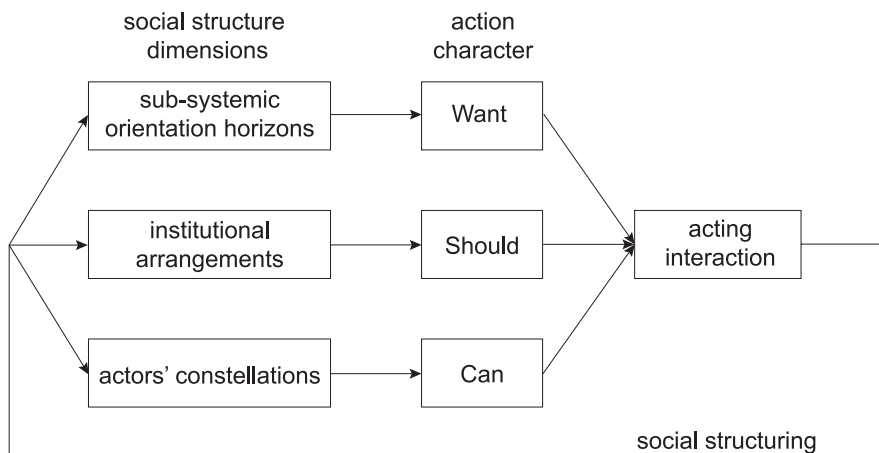 social structure
dimensions
action
character
sub-systemic
orientation horizons
Want
institutional
arrangements
Should
acting
interaction
actors’ constellations
Can
social structuring